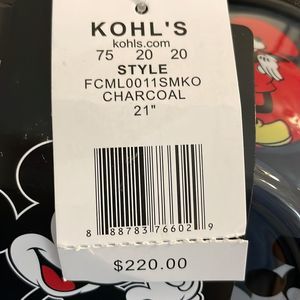 KOHL'S
kohls.com
75 20 20
STYLE
FCML0011SMKO
CHARCOAL
21"
8 88783 76602 9
$220.00